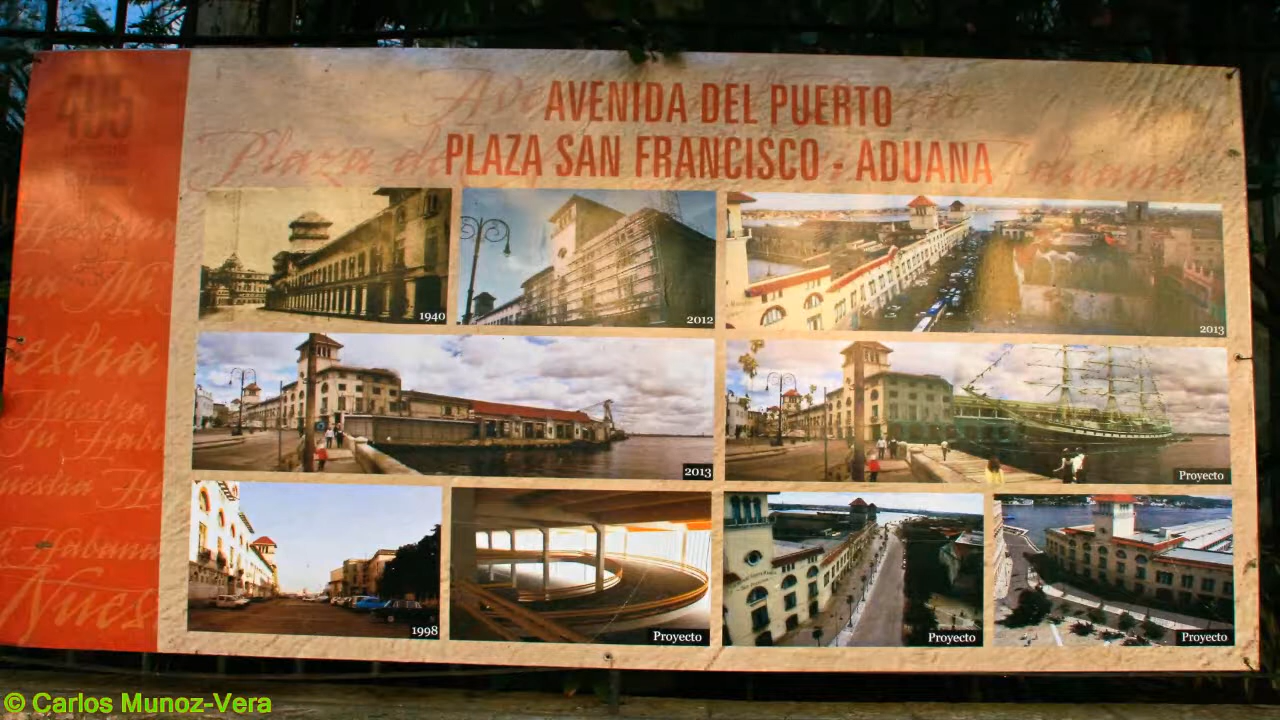 495
AVENIDA DEL PUERTO
PLAZA SAN FRANCISCO - ADUANA
1940
2012
2013
2013
Proyecto
1998
Proyecto
Proyecto
Proyecto
© Carlos Munoz-Vera